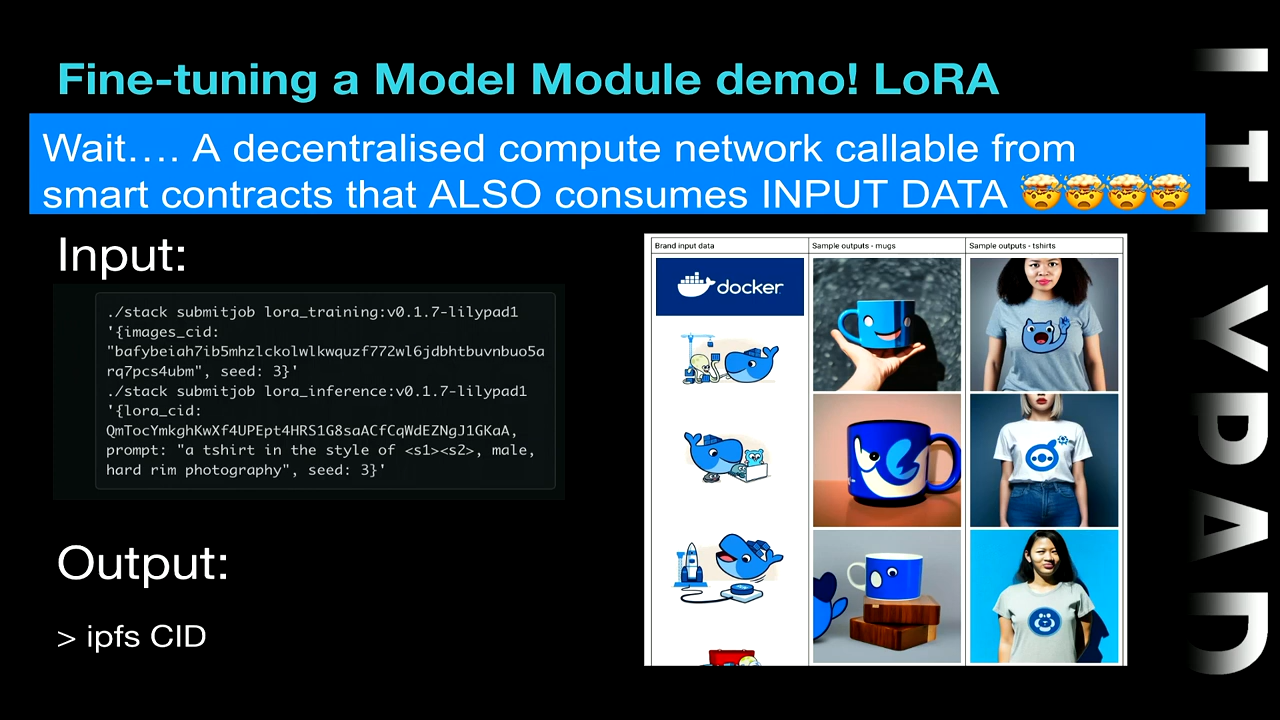 Fine-tuning a Model Module demo! LoRA
Wait…. A decentralised compute network callable from
smart contracts that ALSO consumes INPUT DATA 🤯🤯🤯🤯
Input:
./stack submitjob lora_training:v0.1.7-lilypad1
'{images_cid:
"bafybeiah7ib5mhzlckolwlkwquzf772wl6jdbhtbuvnbuo5a
rq7pcs4ubm", seed: 3}'
./stack submitjob lora_inference:v0.1.7-lilypad1
'{lora_cid:
QmTocYmkghKwXf4UPEpt4HRS1G8saACfCqWdEZNgJ1GKaA,
prompt: "a tshirt in the style of <s1><s2>, male,
hard rim photography", seed: 3}'
Output:
> ipfs CID
Brand input data
Sample outputs - mugs
Sample outputs - tshirts
docker
LILYPAD